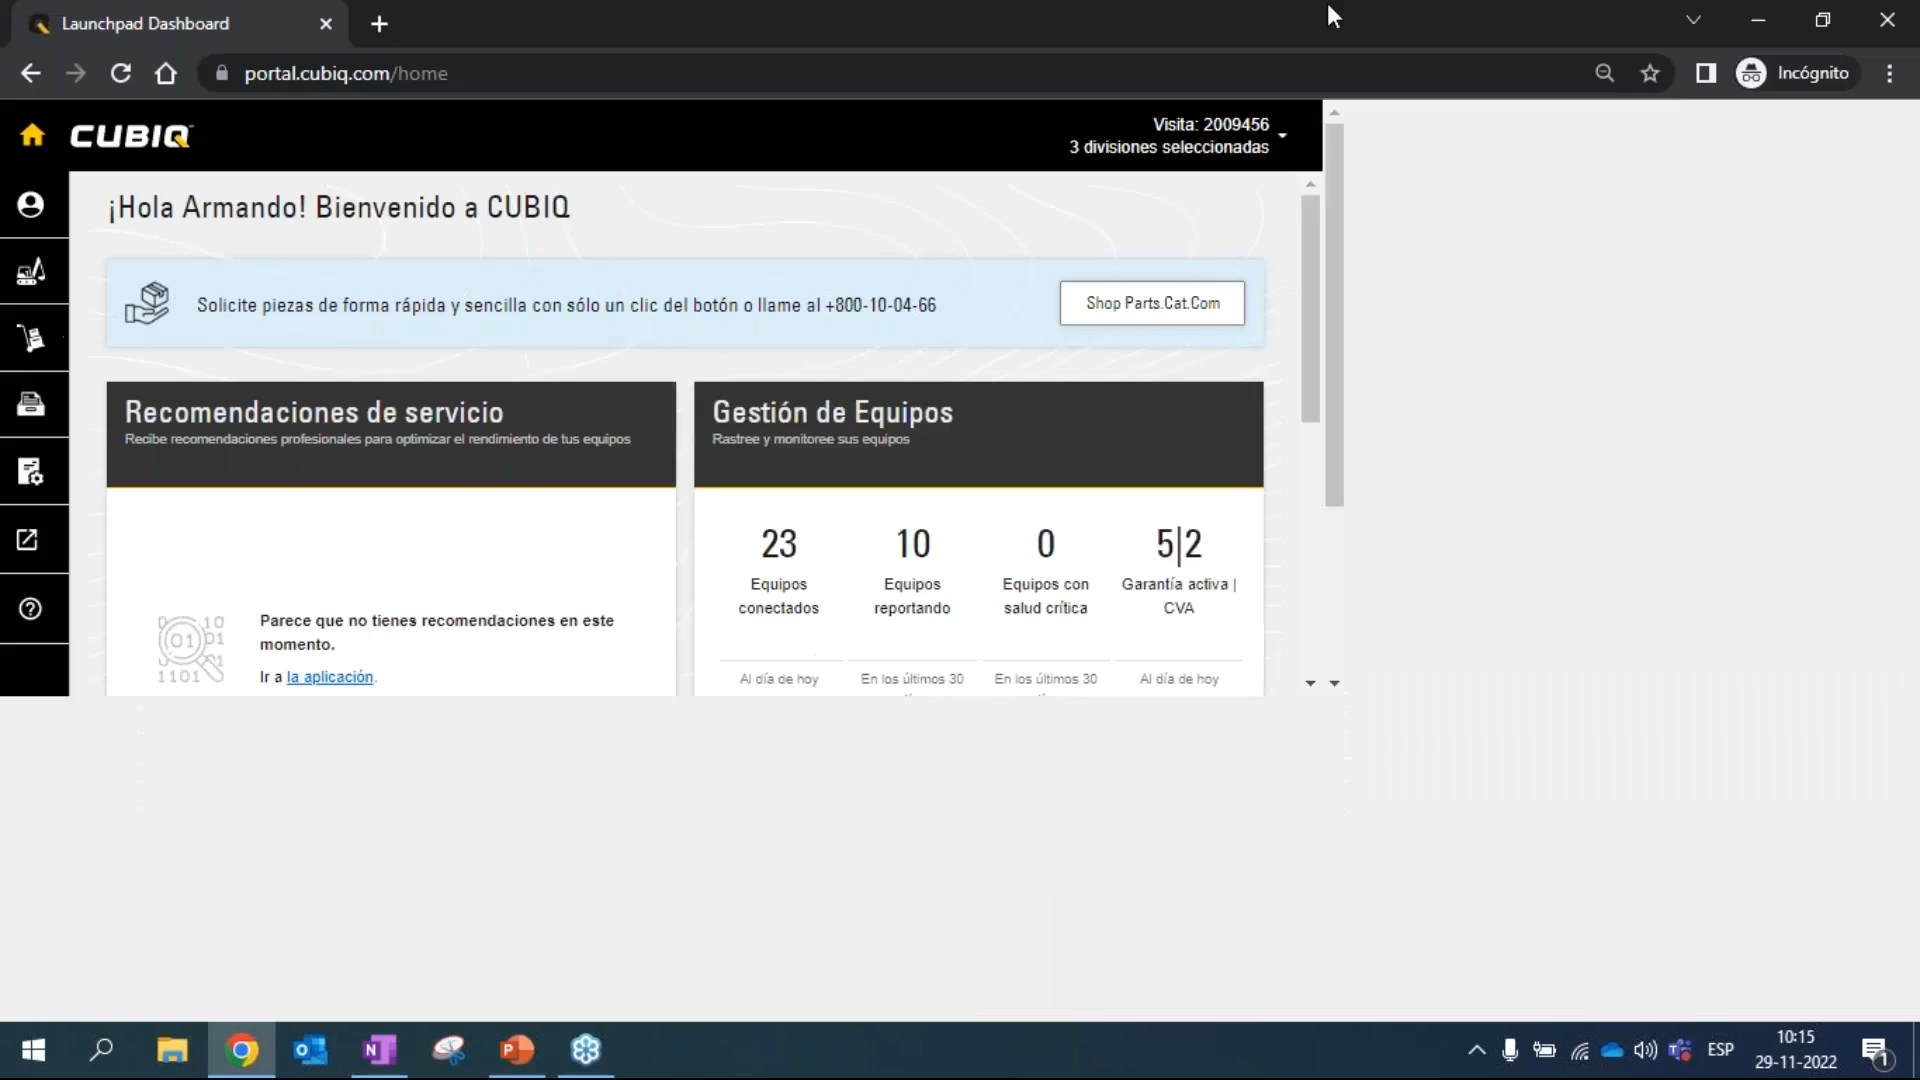 Launchpad Dashboard
portal.cubiq.com/home
Incógnito
CUBIQ
Visita: 2009456
3 divisiones seleccionadas
¡Hola Armando! Bienvenido a CUBIQ
Solicite piezas de forma rápida y sencilla con sólo un clic del botón o llame al +800-10-04-66
Shop Parts.Cat.Com
Recomendaciones de servicio
Recibe recomendaciones profesionales para optimizar el rendimiento de tus equipos
Parece que no tienes recomendaciones en este
momento.
Ir a la aplicación.
Gestión de Equipos
Rastree y monitoree sus equipos
23
Equipos
conectados
Al día de hoy
10
Equipos
reportando
En los últimos 30
0
Equipos con
salud crítica
En los últimos 30
5|2
Garantía activa |
CVA
Al día de hoy
ESP
10:15
29-11-2022
1